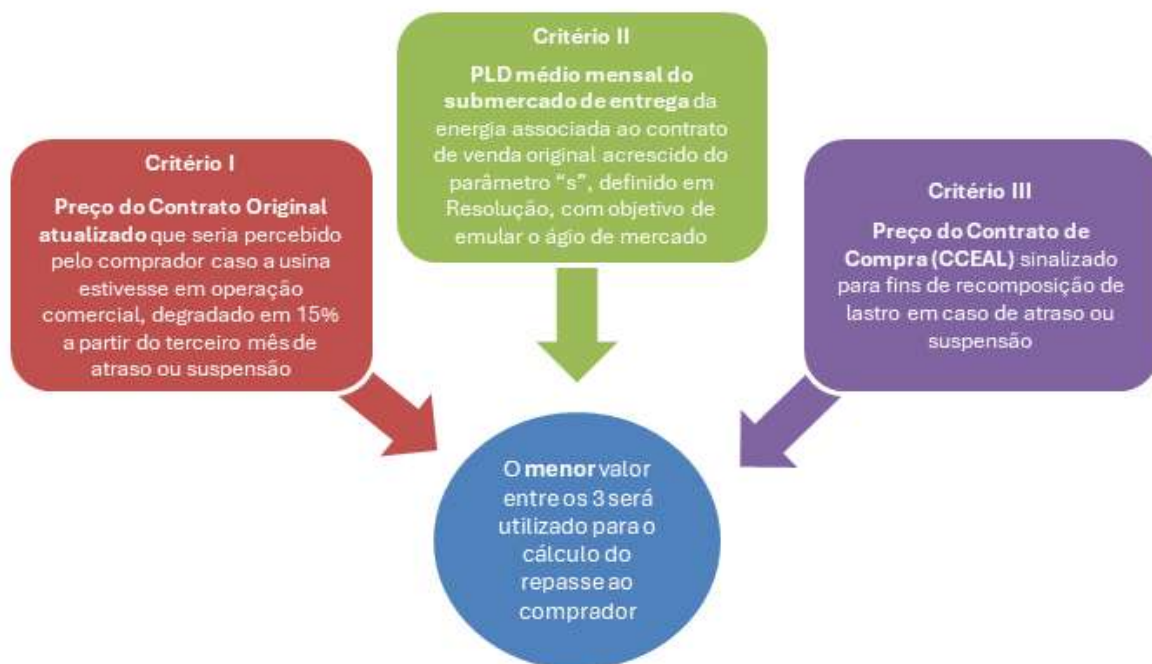 Critério I
Preço do Contrato Original
atualizado que seria percebido
pelo comprador caso a usina
estivesse em operação
comercial, degradado em 15%
a partir do terceiro mês de
atraso ou suspensão
Critério II
PLD médio mensal do
submercado de entrega da
energia associada ao contrato
de venda original acrescido do
parâmetro “s”, definido em
Resolução, com objetivo de
emular o ágio de mercado
Critério III
Preço do Contrato de
Compra (CCEAL) sinalizado
para fins de recomposição de
lastro em caso de atraso ou
suspensão
O menor valor
entre os 3 será
utilizado para o
cálculo do
repasse ao
comprador